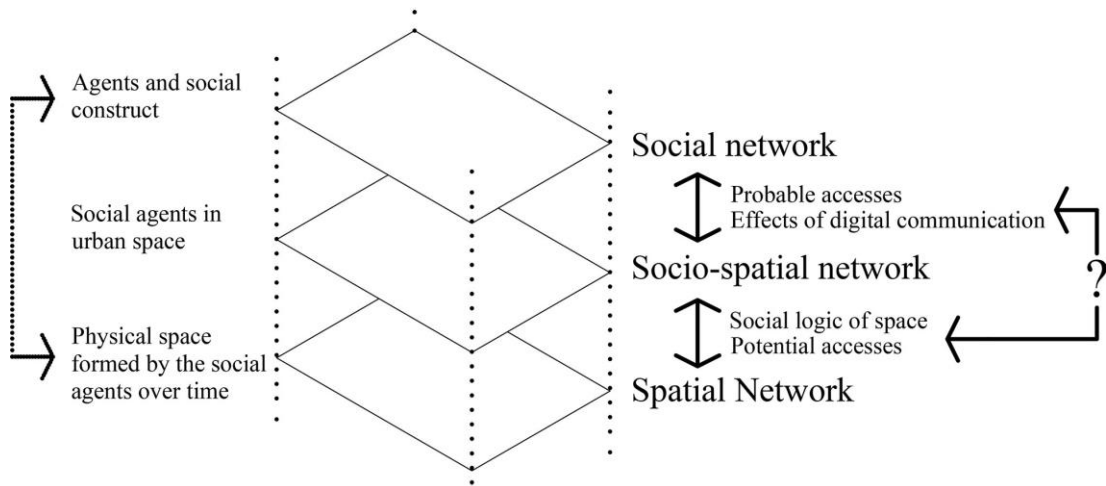 Agents and social
construct
Social network
Probable accesses
Effects of digital communication
Social agents in
urban space
Socio-spatial network
?
Social logic of space
Potential accesses
Physical space
formed by the social
agents over time
Spatial Network